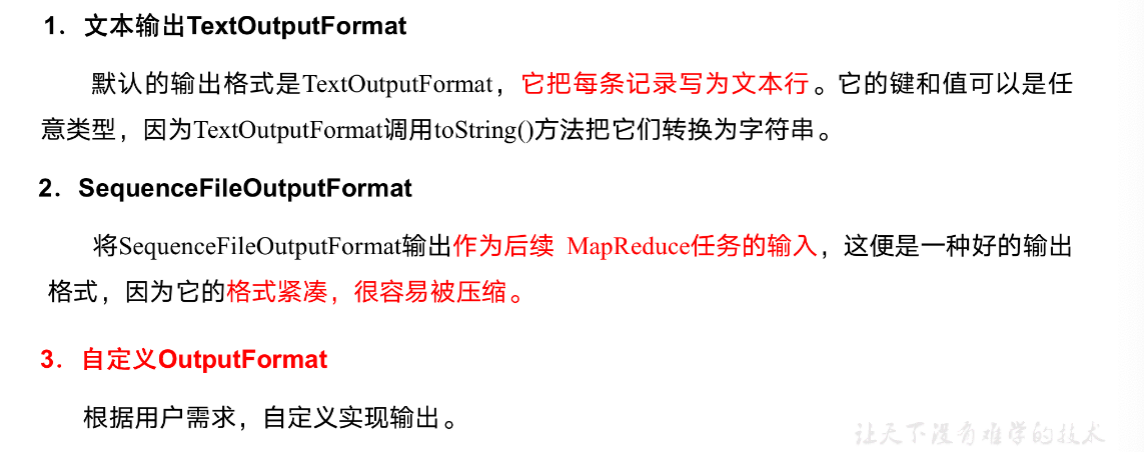 1．文本输出TextOutputFormat
默认的输出格式是TextOutputFormat，它把每条记录写为文本行。它的键和值可以是任
意类型，因为TextOutputFormat调用toString()方法把它们转换为字符串。
2．SequenceFileOutputFormat
将SequenceFileOutputFormat输出作为后续 MapReduce任务的输入，这便是一种好的输出
格式，因为它的格式紧凑，很容易被压缩。
3．自定义OutputFormat
根据用户需求，自定义实现输出。
让天下没有难学的技术